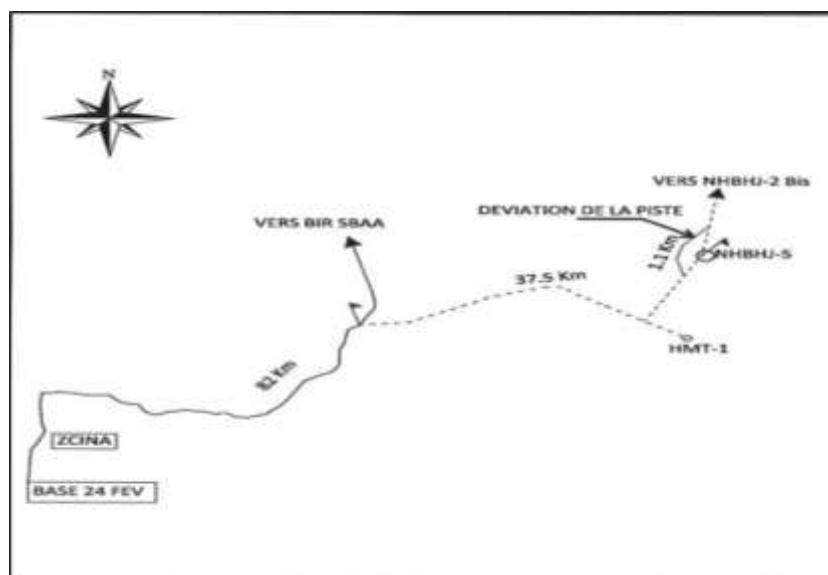 N
VERS NHBHJ-2 Bis
DEVIATION DE LA PISTE
VERS BIR SBAA
1.1 Km
NHBHJ-5
37.5 Km
HMT-1
82 Km
ZCINA
BASE 24 FEV